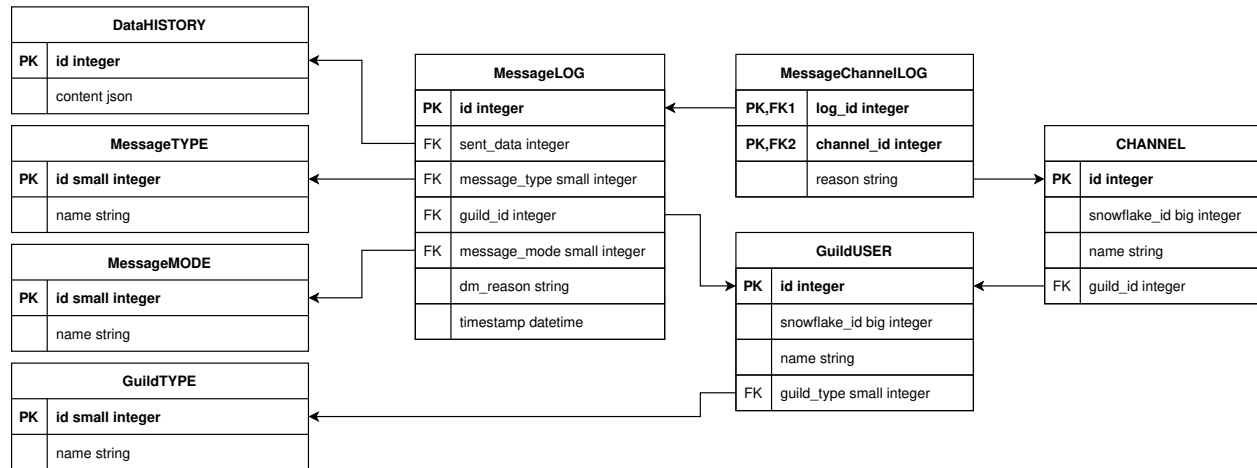 DataHISTORY
PK id integer
content json
MessageTYPE
PK id small integer
name string
MessageMODE
PK id small integer
name string
GuildTYPE
PK id small integer
name string
MessageLOG
PK id integer
FK sent_data integer
FK message_type small integer
FK guild_id integer
FK message_mode small integer
dm_reason string
timestamp datetime
MessageChannelLOG
PK,FK1 log_id integer
PK,FK2 channel_id integer
reason string
GuildUSER
PK id integer
snowflake_id big integer
name string
FK guild_type small integer
CHANNEL
PK id integer
snowflake_id big integer
name string
FK guild_id integer